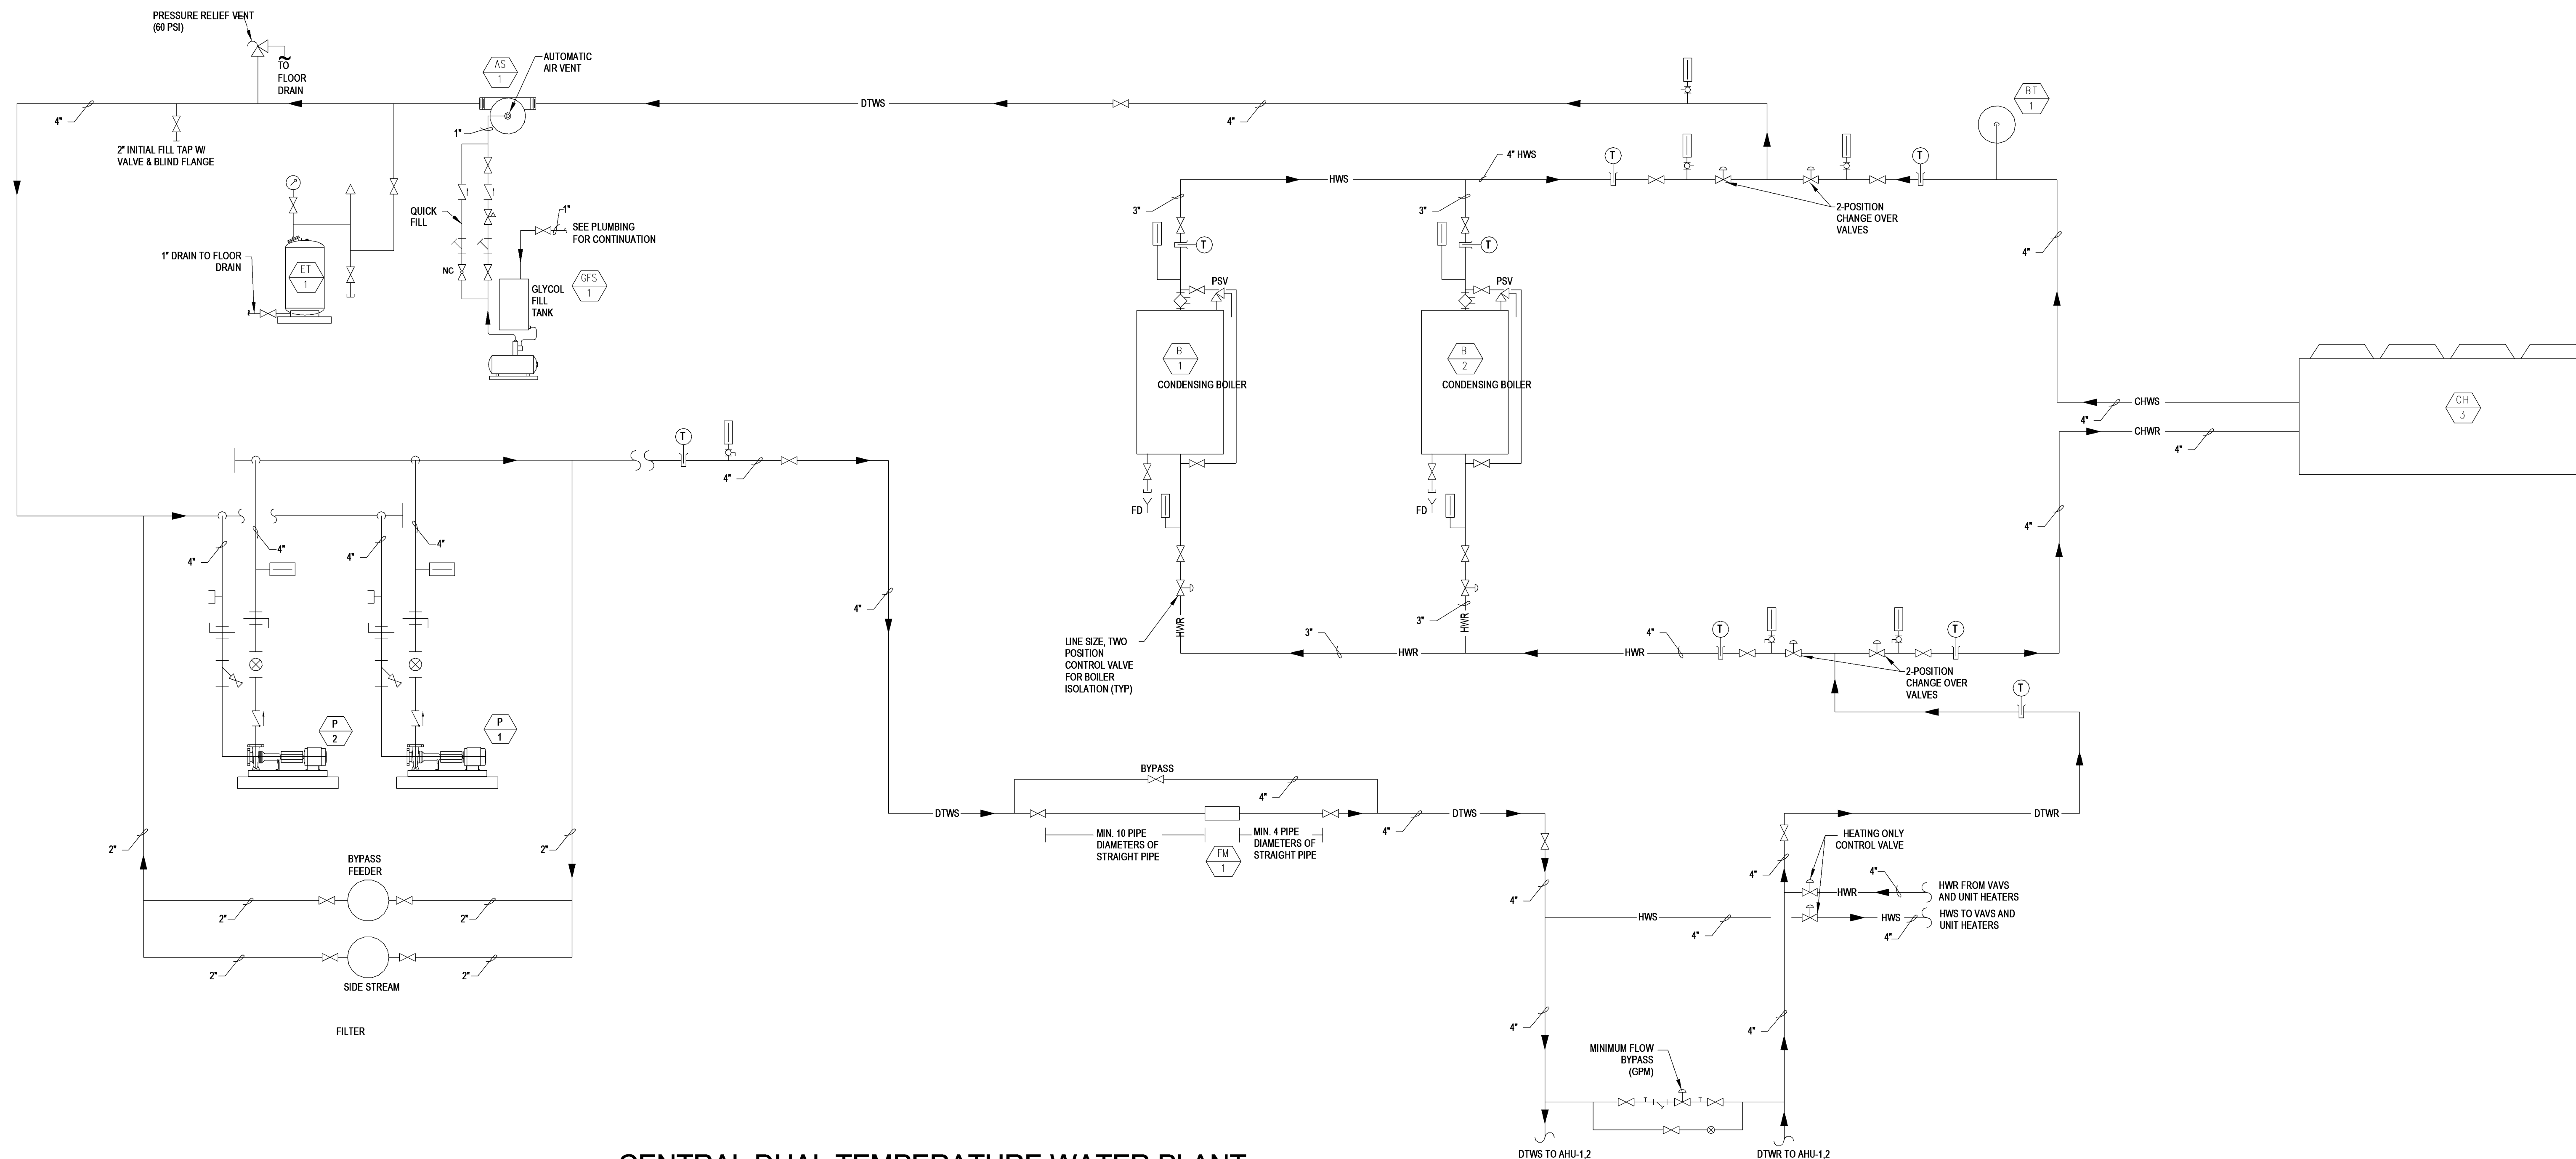 PRESSURE RELIEF VENT
(60 PSI)
TO
FLOOR
DRAIN
AS
1
AUTOMATIC
AIR VENT
4"
2" INITIAL FILL TAP W/
VALVE & BLIND FLANGE
1"
DTWS
4"
BT
1
QUICK
FILL
1"
SEE PLUMBING
FOR CONTINUATION
1" DRAIN TO FLOOR
DRAIN
ET
1
NC
GLYCOL
FILL
TANK
GFS
1
HWS
4" HWS
T
T
3"
3"
2-POSITION
CHANGE OVER
VALVES
T
T
PSV
PSV
4"
B
1
CONDENSING BOILER
B
2
CONDENSING BOILER
CHWS
4"
CHWR
4"
CH
3
T
4"
FD
FD
4"
4"
4"
4"
4"
4"
LINE SIZE, TWO
POSITION
CONTROL VALVE
FOR BOILER
ISOLATION (TYP)
HWR
3"
HWR
3"
HWR
HWR
4"
T
T
2-POSITION
CHANGE OVER
VALVES
T
P
2
P
1
BYPASS
4"
DTWS
MIN. 10 PIPE
DIAMETERS OF
STRAIGHT PIPE
FM
1
MIN. 4 PIPE
DIAMETERS OF
STRAIGHT PIPE
4"
DTWS
DTWR
HEATING ONLY
CONTROL VALVE
2"
2"
BYPASS
FEEDER
2"
2"
4"
4"
4"
HWR
HWR FROM VAVS
AND UNIT HEATERS
HWS
4"
HWS
4"
HWS TO VAVS AND
UNIT HEATERS
2"
2"
SIDE STREAM
FILTER
4"
4"
MINIMUM FLOW
BYPASS
(GPM)
DTWS TO AHU-1,2
DTWR TO AHU-1,2
CENTRAL DUAL TEMPERATURE WATER PLANT